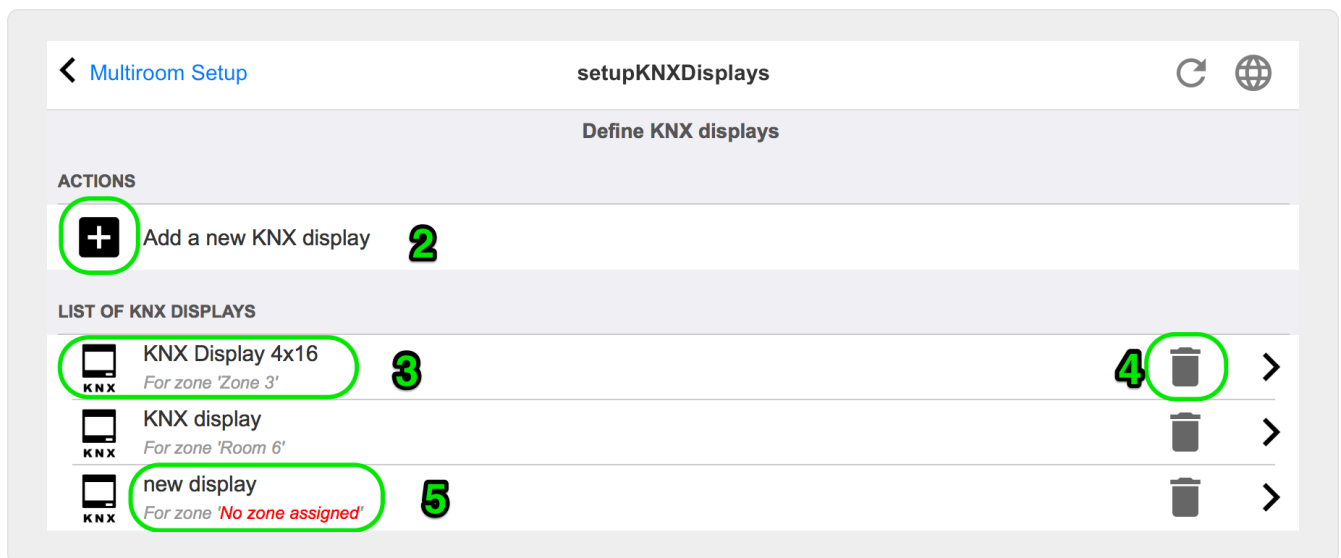 Multiroom Setup setupKNXDisplays
Define KNX displays
ACTIONS
Add a new KNX display 2
LIST OF KNX DISPLAYS
KNX Display 4x16
KNX For zone 'Zone 3' 3 4
KNX display
KNX For zone 'Room 6'
new display
KNX For zone 'No zone assigned' 5